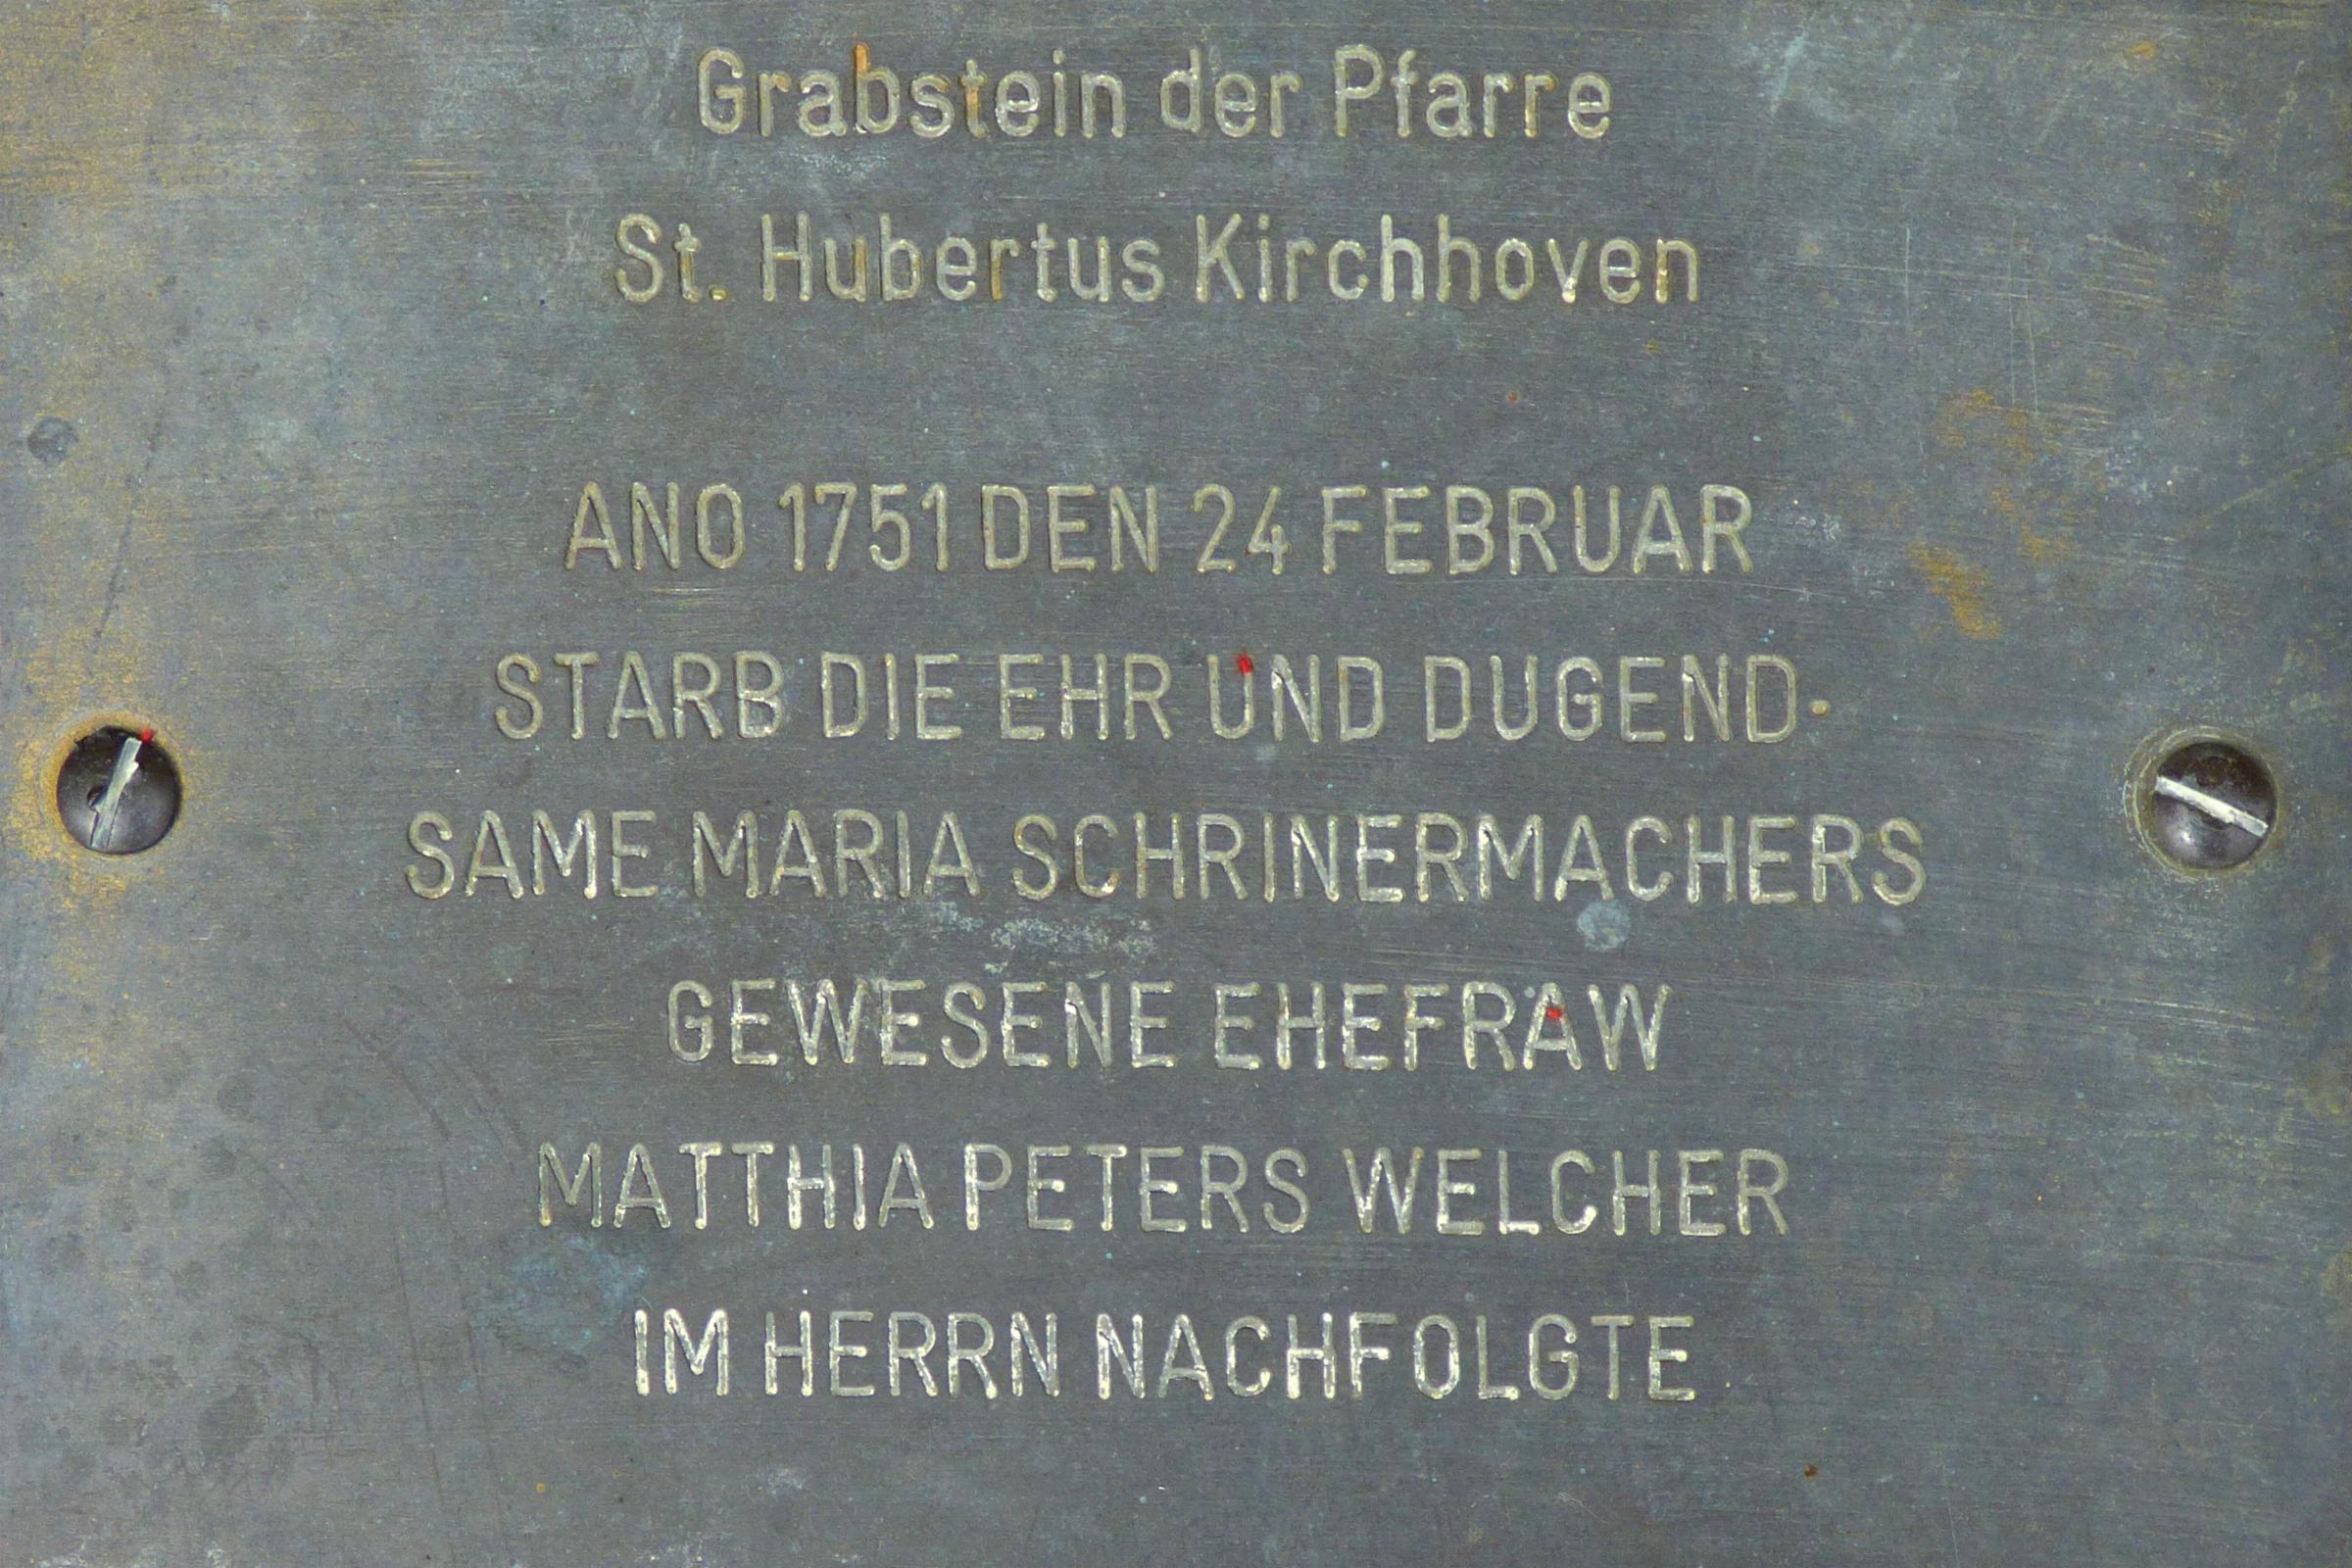 Grabstein der Pfarre
St. Hubertus Kirchhoven
ANO 1751 DEN 24 FEBRUAR
STARB DIE EHR UND DUGEND-
SAME MARIA SCHRINERMACHERS
GEWESENE EHEFRAW
MATTHIA PETERS WELCHER
IM HERRN NACHFOLGTE